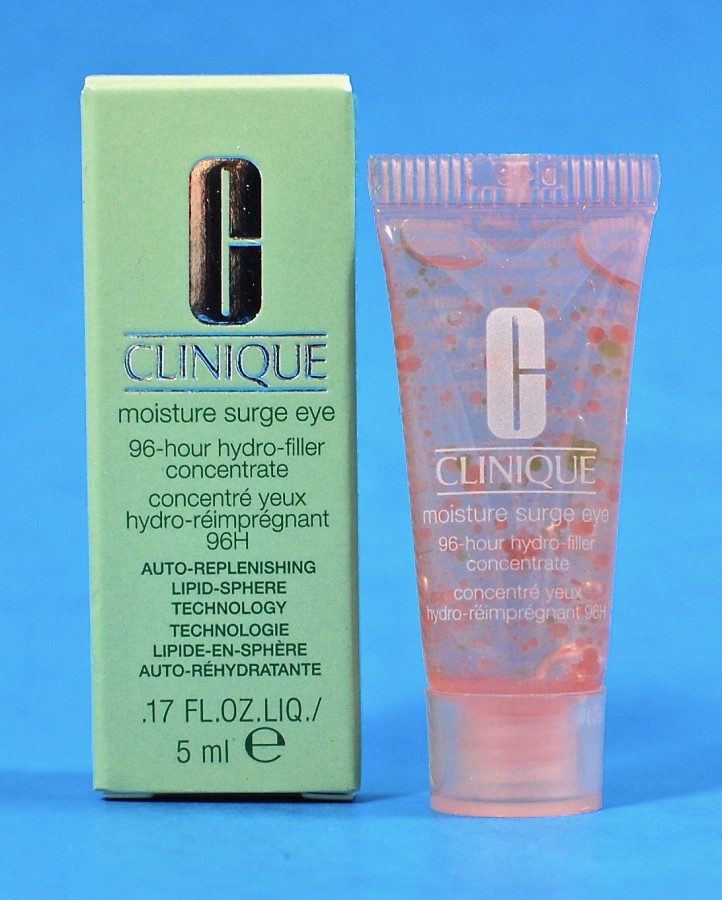 C
CLINIQUE
moisture surge eye
96-hour hydro-filler
concentrate
concentré yeux
hydro-réimprégnant
96H
AUTO-REPLENISHING
LIPID-SPHERE
TECHNOLOGY
TECHNOLOGIE
LIPIDE-EN-SPHÈRE
AUTO-RÉHYDRATANTE
.17 FL.OZ.LIQ./
5 ml e
C
CLINIQUE
moisture surge eye
96-hour hydro-filler
concentrate
concentré yeux
hydro-réimprégnant 96H